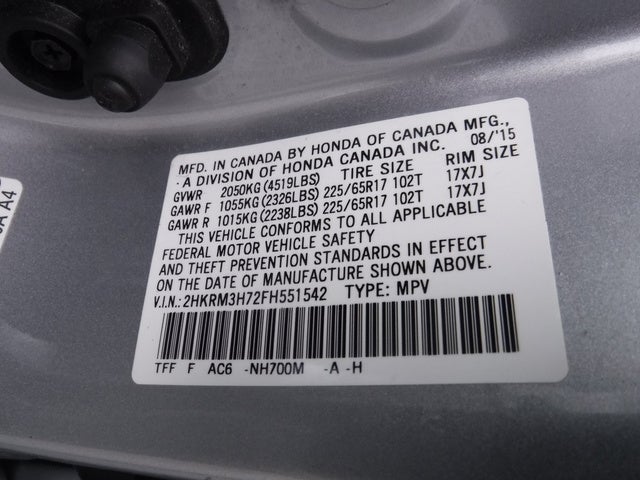 MFD. IN CANADA BY HONDA OF CANADA MFG.,
A DIVISION OF HONDA CANADA INC. 08/'15
GVWR 2050KG (4519LBS) TIRE SIZE RIM SIZE
GAWR F 1055KG (2326LBS) 225/65R17 102T 17X7J
GAWR R 1015KG (2238LBS) 225/65R17 102T 17X7J
THIS VEHICLE CONFORMS TO ALL APPLICABLE
FEDERAL MOTOR VEHICLE SAFETY
AND THEFT PREVENTION STANDARDS IN EFFECT
ON THE DATE OF MANUFACTURE SHOWN ABOVE.
V.I.N.: 2HKRM3H72FH551542 TYPE: MPV
TFF F AC6 -NH700M -A -H
A4